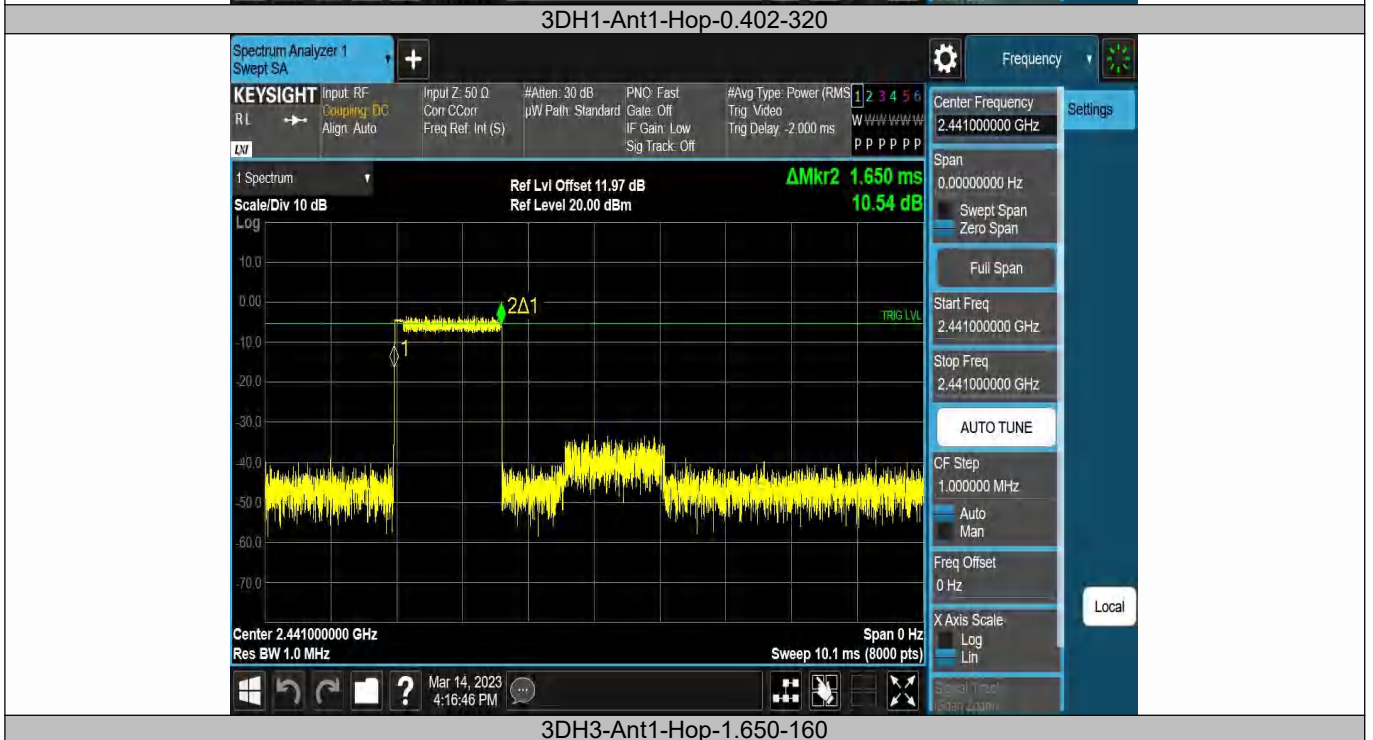 3DH1-Ant1-Hop-0.402-320
Spectrum Analyzer 1
Swept SA
+
Frequency
KEYSIGHT
RL
LXI
Input: RF
Coupling: DC
Align: Auto
Input Z: 50 Ω
Corr CCorr
Freq Ref: Int (S)
#Atten: 30 dB
µW Path: Standard
PNO: Fast
Gate: Off
IF Gain: Low
Sig Track: Off
#Avg Type: Power (RMS
Trig: Video
Trig Delay: -2.000 ms
1 2 3 4 5 6
W W W W W W
P P P P P P
Center Frequency
2.441000000 GHz
Settings
1 Spectrum
Scale/Div 10 dB
Ref Lvl Offset 11.97 dB
Ref Level 20.00 dBm
ΔMkr2 1.650 ms
10.54 dB
Span
0.00000000 Hz
Swept Span
Zero Span
Full Span
Log
10.0
0.00
-10.0
-20.0
-30.0
-40.0
-50.0
-60.0
-70.0
2Δ1
1
TRIG LVL
Start Freq
2.441000000 GHz
Stop Freq
2.441000000 GHz
AUTO TUNE
CF Step
1.000000 MHz
Auto
Man
Freq Offset
0 Hz
X Axis Scale
Log
Lin
Local
Center 2.441000000 GHz
Res BW 1.0 MHz
Span 0 Hz
Sweep 10.1 ms (8000 pts)
Signal Track
(Span Zoom)
?
Mar 14, 2023
4:16:46 PM
3DH3-Ant1-Hop-1.650-160